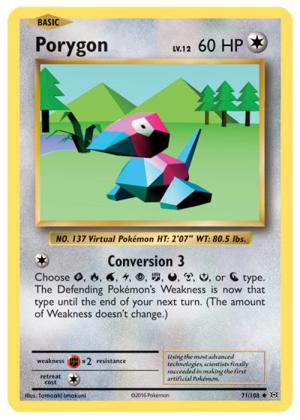 BASIC
Porygon LV.12 60 HP
NO. 137 Virtual Pokémon HT: 2'07" WT: 80.5 lbs.
Conversion 3
Choose , , , , , , , , or type.
The Defending Pokémon's Weakness is now that
type until the end of your next turn. (The amount
of Weakness doesn't change.)
weakness ×2 resistance
retreat
cost
Using the most advanced
technologies, scientists finally
succeeded in making the first
artificial Pokémon.
Illus. Tomoaki Imakuni ©2016 Pokémon 71/108